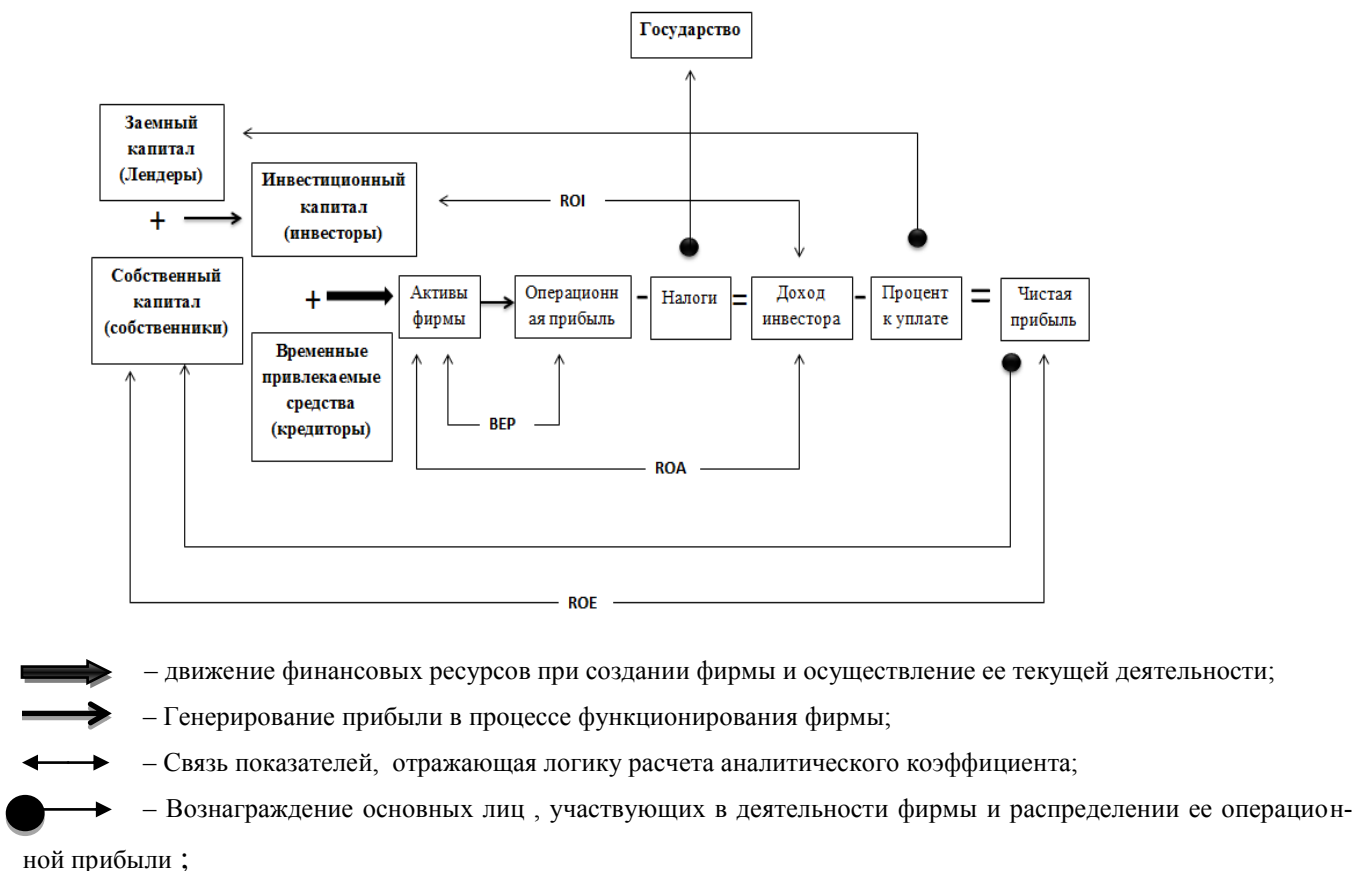 Государство
Заемный
капитал
(Лендеры)
+
Инвестиционный
капитал
(инвесторы)
ROI
Собственный
капитал
(собственники)
+
Активы
фирмы
Операционн
ая прибыль
-
Налоги
=
Доход
инвестора
-
Процент
к уплате
=
Чистая
прибыль
Временные
привлекаемые
средства
(кредиторы)
BEP
ROA
ROE
– движение финансовых ресурсов при создании фирмы и осуществление ее текущей деятельности;
– Генерирование прибыли в процессе функционирования фирмы;
– Связь показателей, отражающая логику расчета аналитического коэффициента;
– Вознаграждение основных лиц , участвующих в деятельности фирмы и распределении ее операцион-
ной прибыли ;